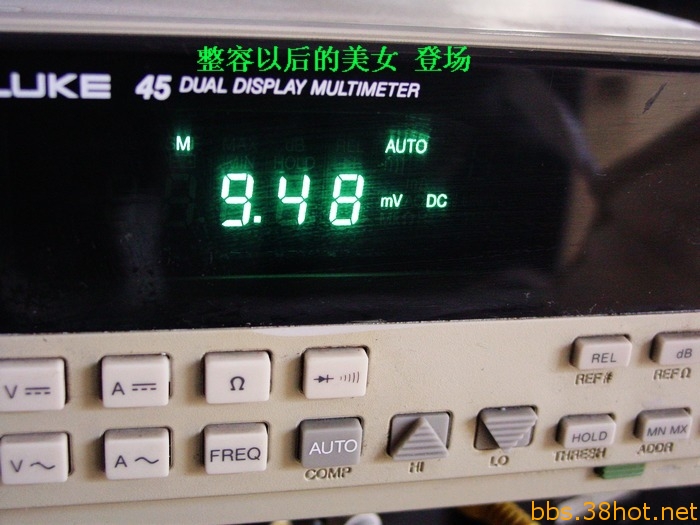 整容以后的美女 登场
LUKE 45 DUAL DISPLAY MULTIMETER
M AUTO
9.48 mV DC
REL dB
REF# REFΩ
V A Ω
V A FREQ AUTO HOLD MN MX
COMP HI LO THRESH ADDR
bbs.38hot.net